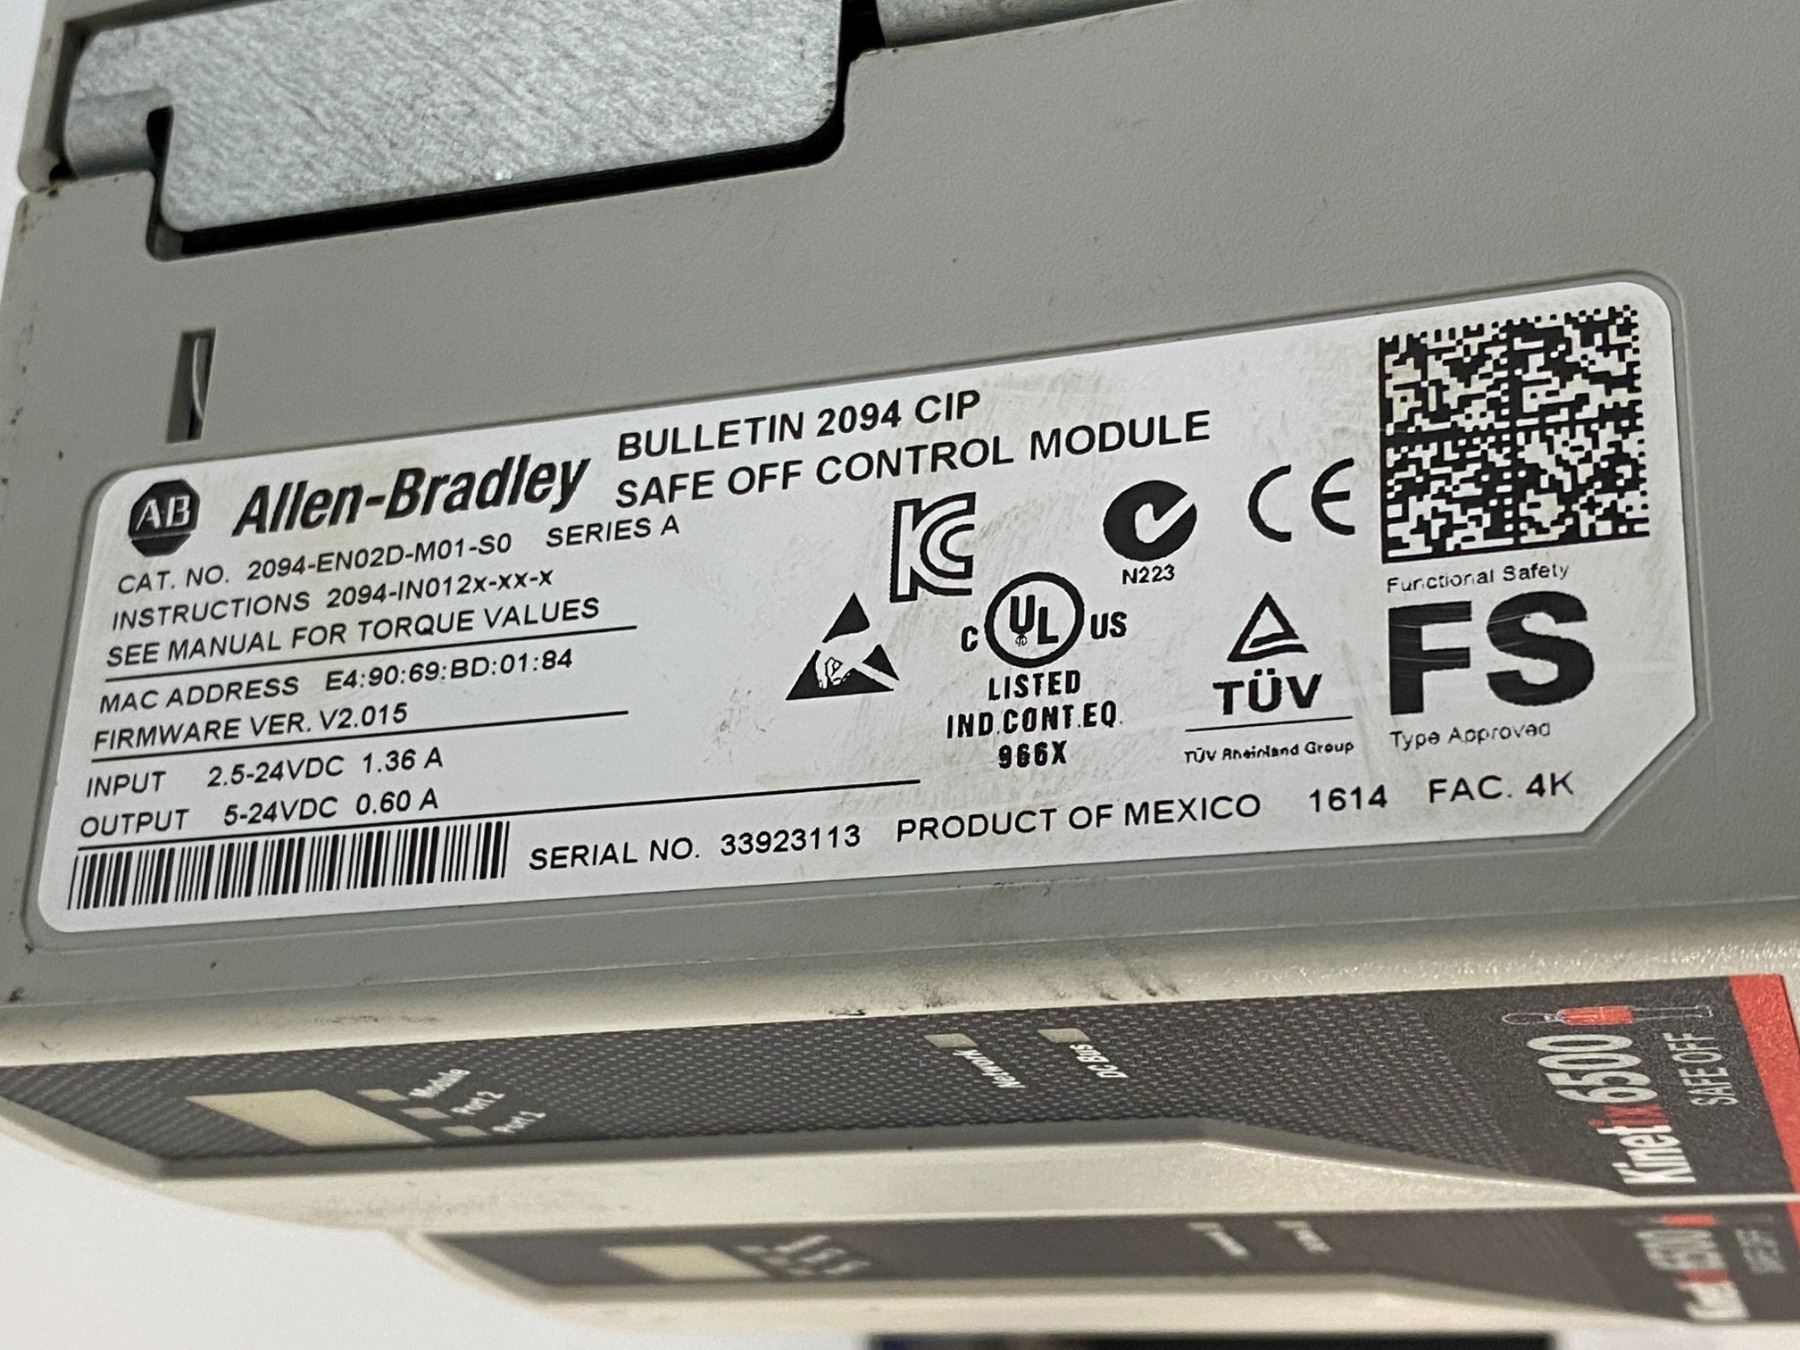 BULLETIN 2094 CIP
SAFE OFF CONTROL MODULE
AB Allen-Bradley
CAT. NO. 2094-EN02D-M01-S0 SERIES A
INSTRUCTIONS 2094-IN012x-xx-x
SEE MANUAL FOR TORQUE VALUES
MAC ADDRESS E4:90:69:BD:01:84
FIRMWARE VER. V2.015
INPUT 2.5-24VDC 1.36 A
OUTPUT 5-24VDC 0.60 A
SERIAL NO. 33923113 PRODUCT OF MEXICO 1614 FAC. 4K
N223
CE
C UL US
LISTED
IND.CONT.EQ.
966X
TÜV
TÜV Rheinland Group
Functional Safety
FS
Type Approved
Module
Port 2
Port 1
Network
DC Bus
Kinetix 6500
SAFE OFF